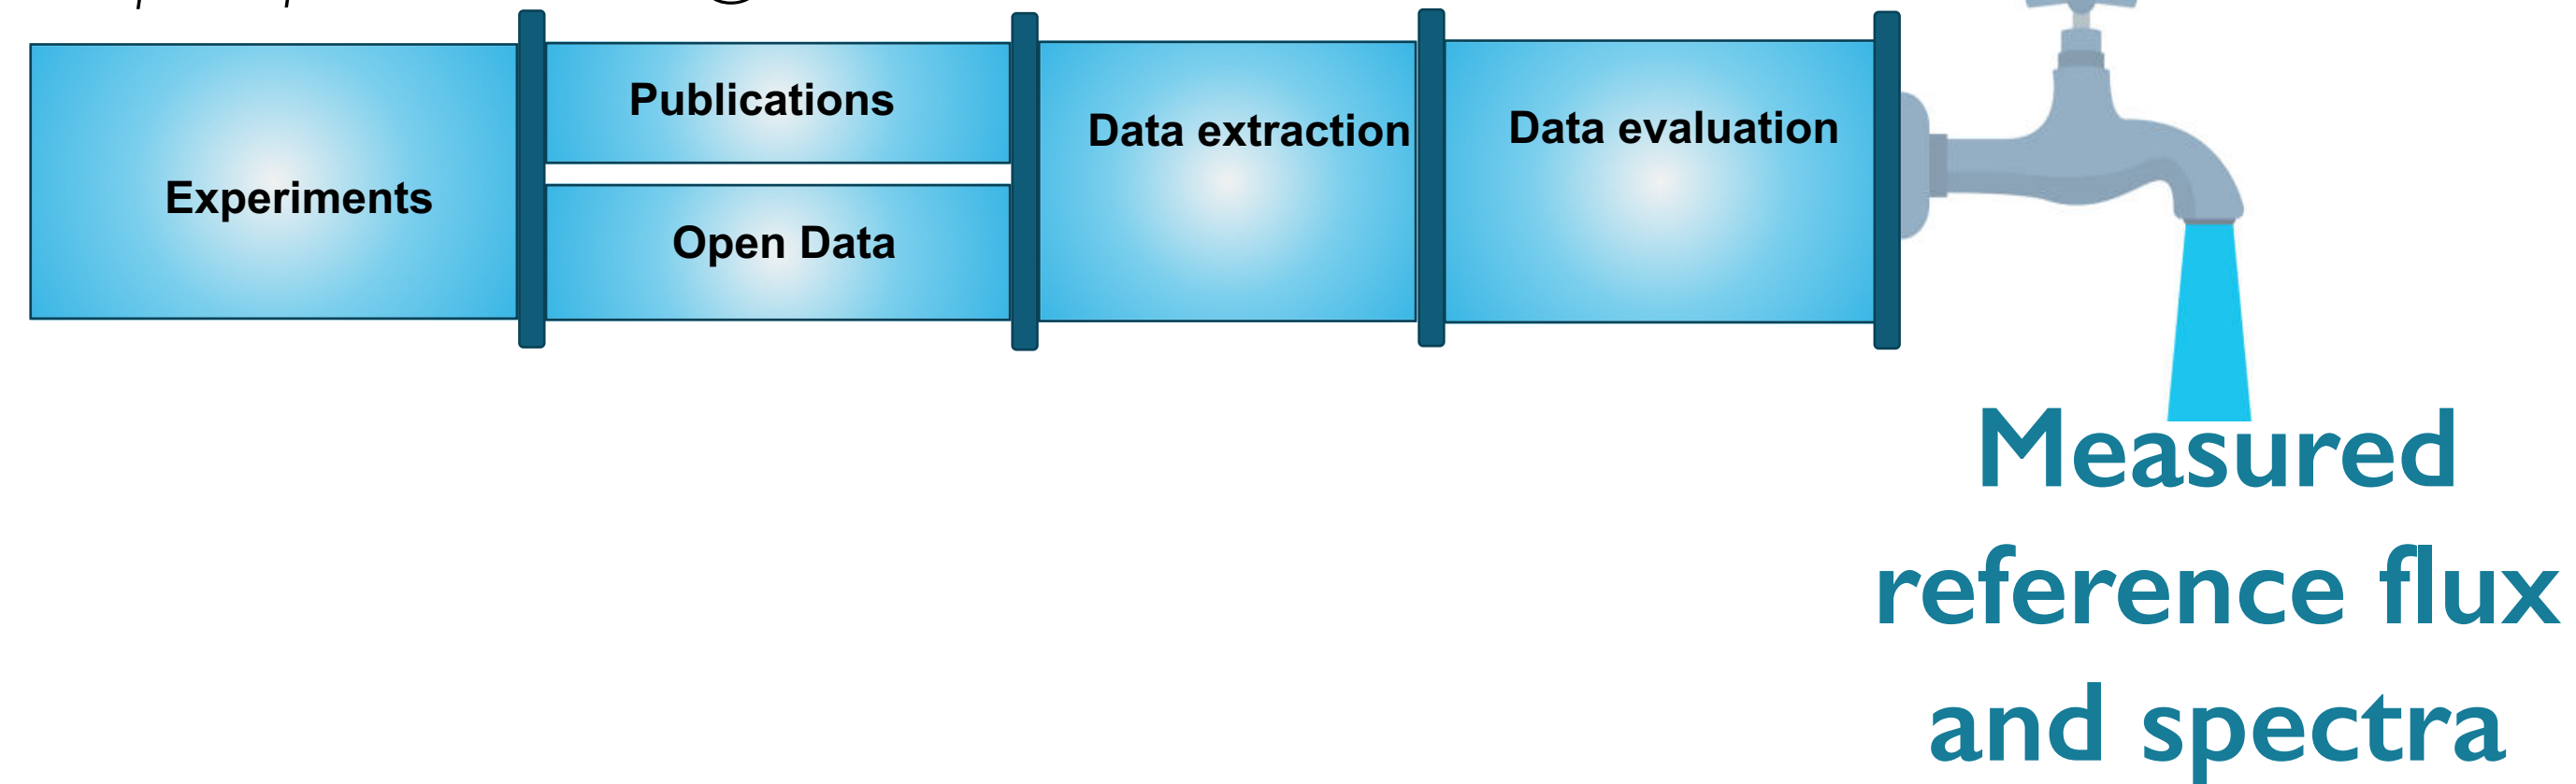 Experiments
Publications
Open Data
Data extraction
Data evaluation
Measured
reference flux
and spectra